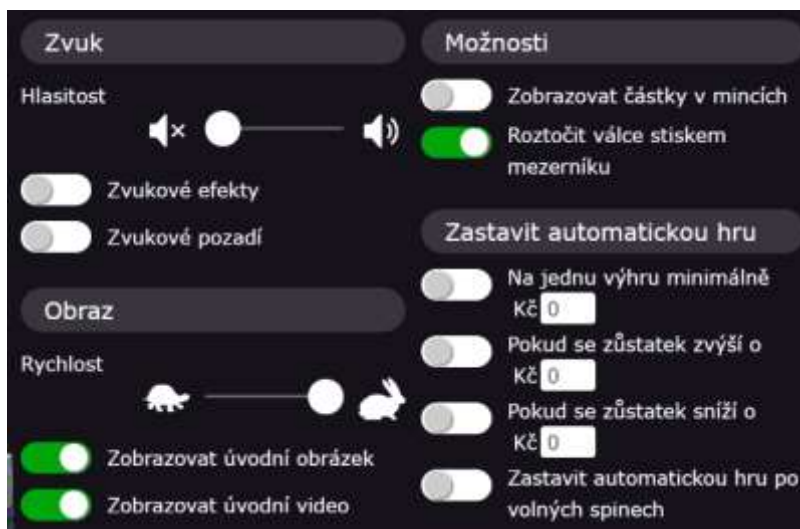 Zvuk
Hlasitost
Zvukové efekty
Zvukové pozadí
Obraz
Rychlost
Zobrazovat úvodní obrázek
Zobrazovat úvodní video
Možnosti
Zobrazovat částky v mincích
Roztočit válce stiskem
mezerníku
Zastavit automatickou hru
Na jednu výhru minimálně
Kč 0
Pokud se zůstatek zvýší o
Kč 0
Pokud se zůstatek sníží o
Kč 0
Zastavit automatickou hru po
volných spinech